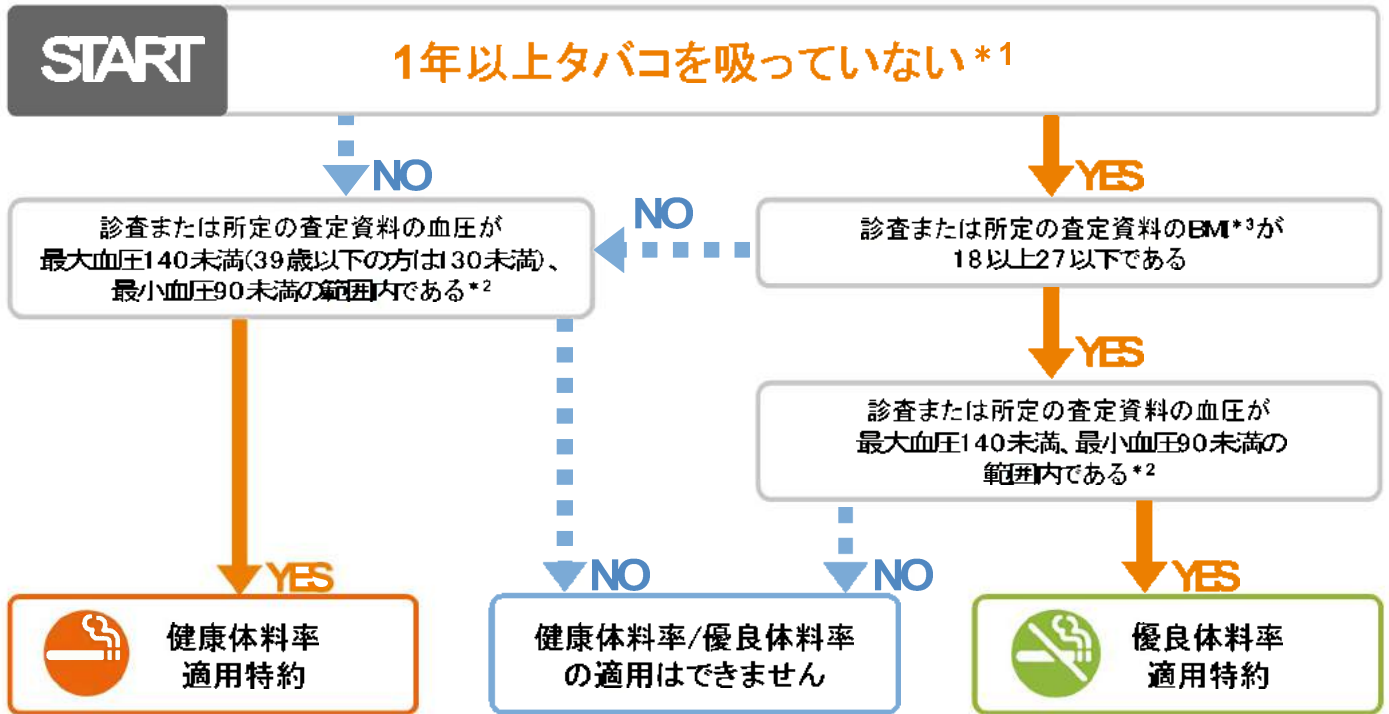 START
1年以上タバコを吸っていない*1
NO
YES
診査または所定の査定資料の血圧が
最大血圧140未満(39歳以下の方は130未満)、
最小血圧90未満の範囲内である*2
NO
診査または所定の査定資料のBMI*3が
18以上27以下である
YES
診査または所定の査定資料の血圧が
最大血圧140未満、最小血圧90未満の
範囲内である*2
YES
NO
NO
YES
健康体料率
適用特約
健康体料率/優良体料率
の適用はできません
優良体料率
適用特約